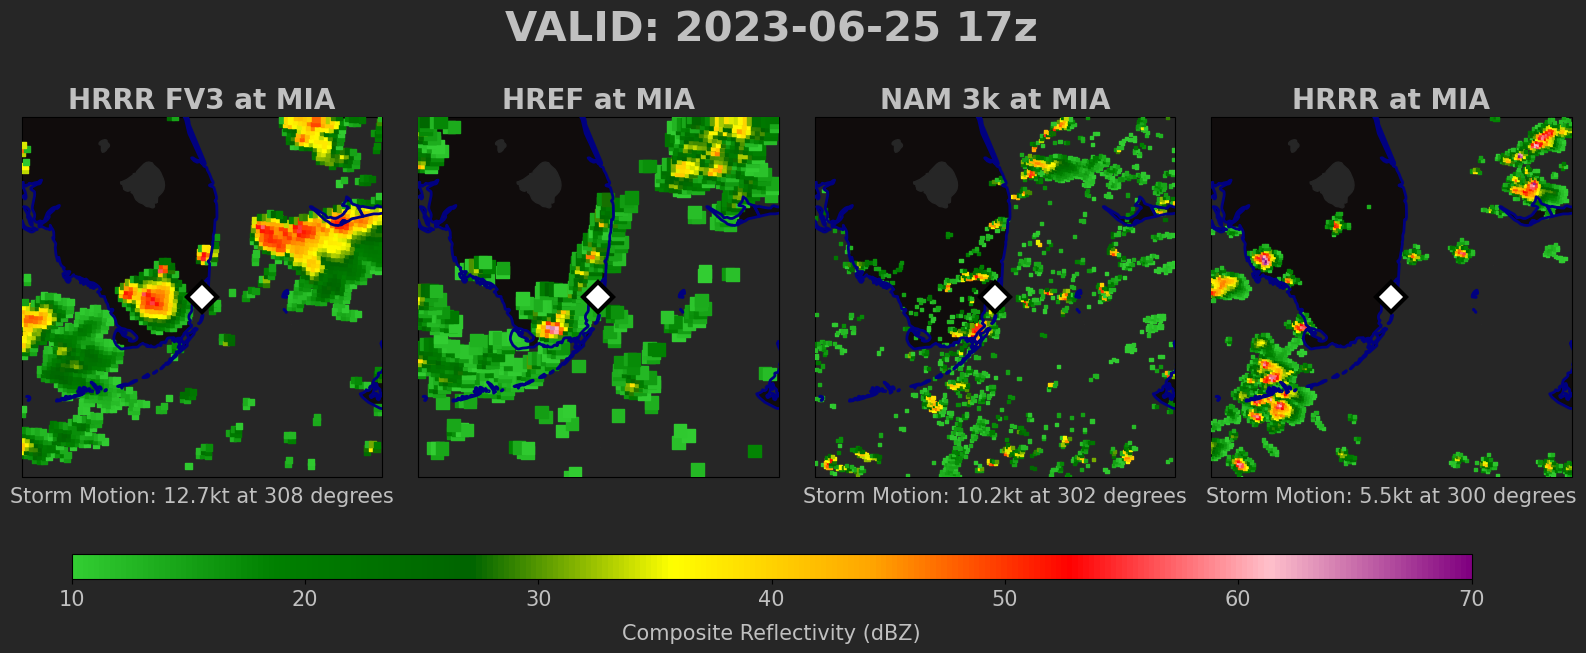 VALID: 2023-06-25 17z
HRRR FV3 at MIA
HREF at MIA
NAM 3k at MIA
HRRR at MIA
Storm Motion: 12.7kt at 308 degrees
Storm Motion: 10.2kt at 302 degrees
Storm Motion: 5.5kt at 300 degrees
10 20 30 40 50 60 70
Composite Reflectivity (dBZ)